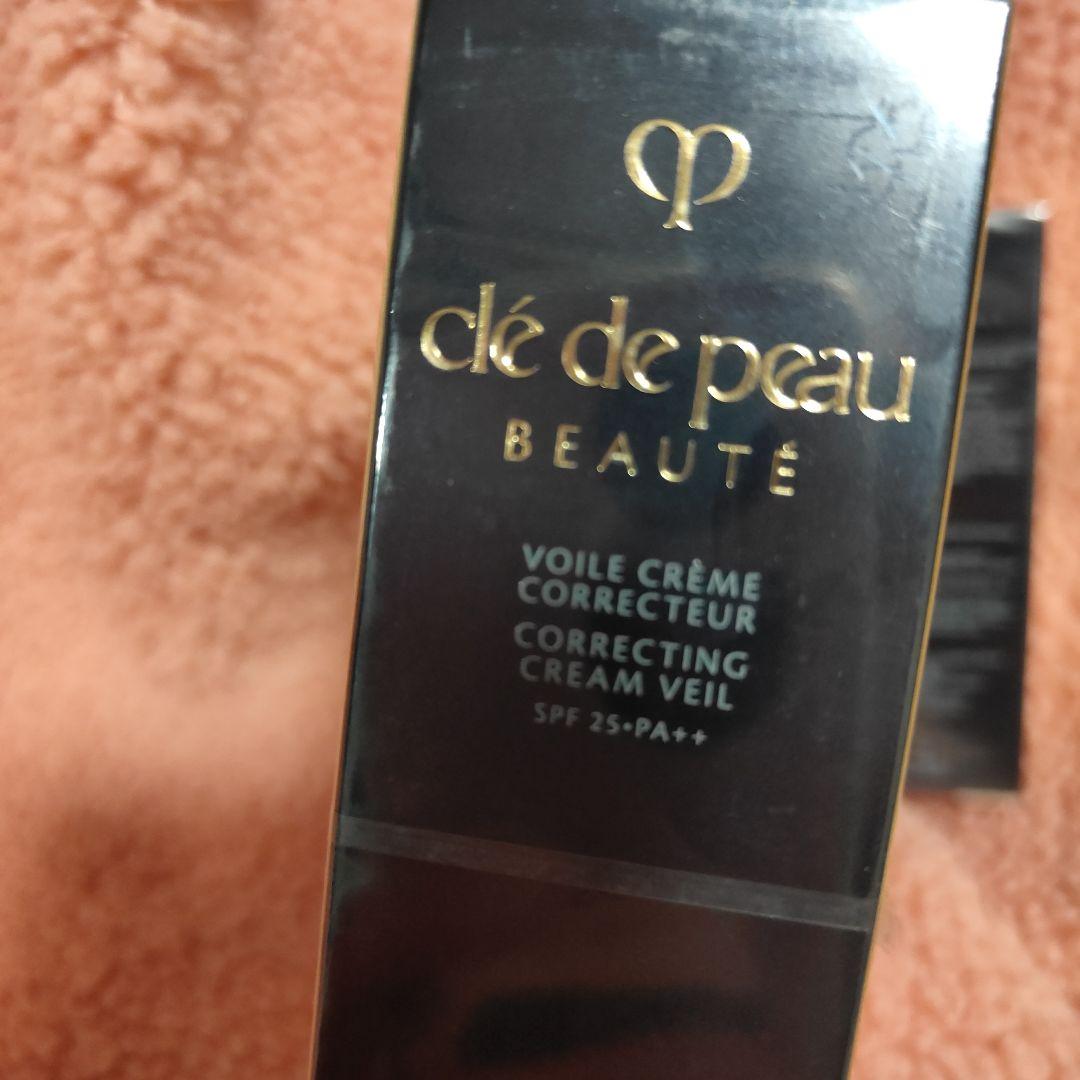 clé de peau
BEAUTÉ
VOILE CRÈME
CORRECTEUR
CORRECTING
CREAM VEIL
SPF 25•PA++